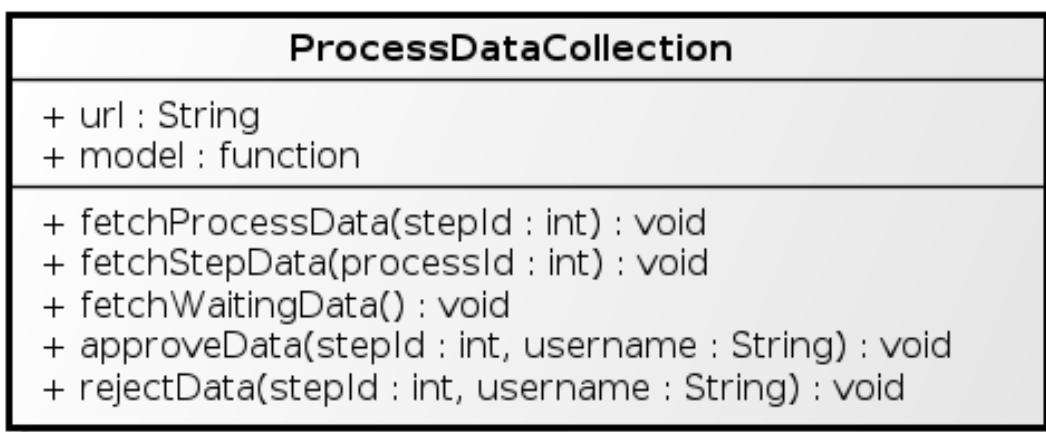 ProcessDataCollection
+ url : String
+ model : function
+ fetchProcessData(stepId : int) : void
+ fetchStepData(processId : int) : void
+ fetchWaitingData() : void
+ approveData(stepId : int, username : String) : void
+ rejectData(stepId : int, username : String) : void